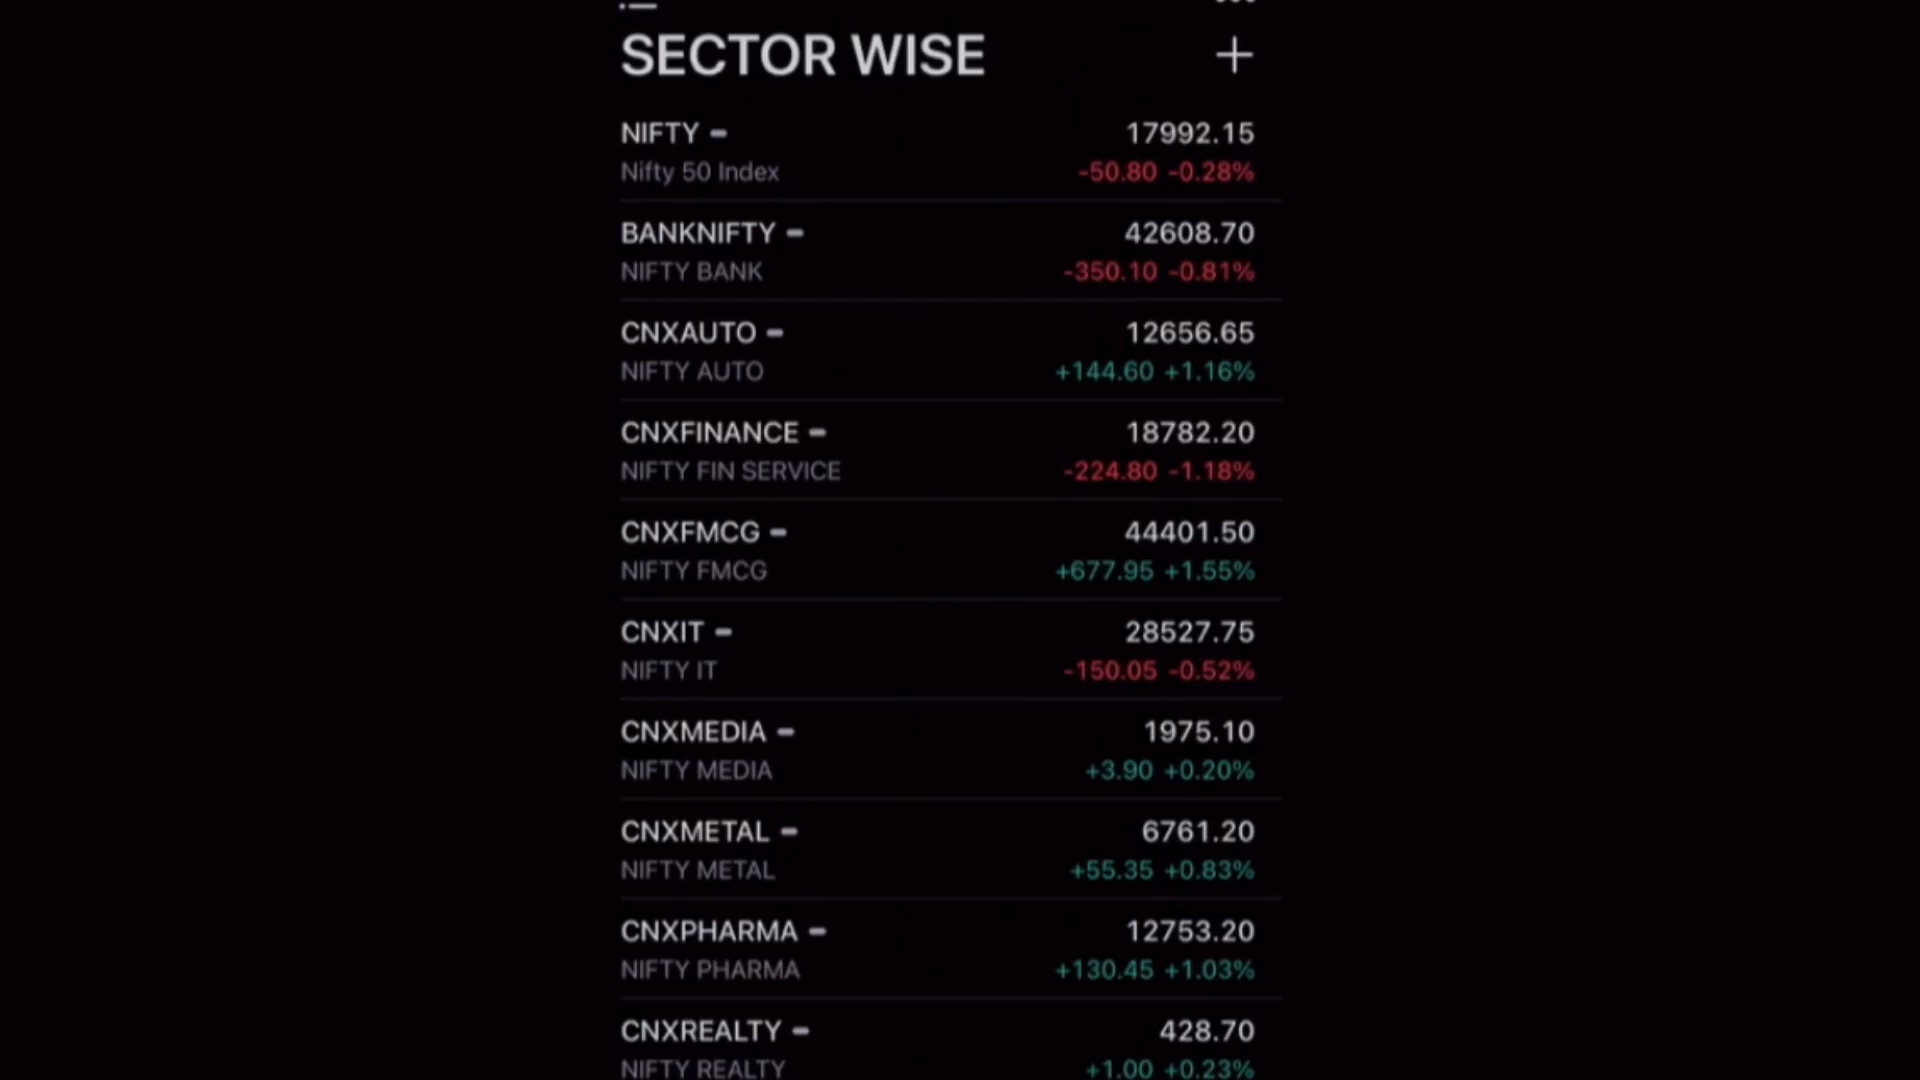 SECTOR WISE +
NIFTY 17992.15
Nifty 50 Index -50.80 -0.28%
BANKNIFTY 42608.70
NIFTY BANK -350.10 -0.81%
CNXAUTO 12656.65
NIFTY AUTO +144.60 +1.16%
CNXFINANCE 18782.20
NIFTY FIN SERVICE -224.80 -1.18%
CNXFMCG 44401.50
NIFTY FMCG +677.95 +1.55%
CNXIT 28527.75
NIFTY IT -150.05 -0.52%
CNXMEDIA 1975.10
NIFTY MEDIA +3.90 +0.20%
CNXMETAL 6761.20
NIFTY METAL +55.35 +0.83%
CNXPHARMA 12753.20
NIFTY PHARMA +130.45 +1.03%
CNXREALTY 428.70
NIFTY REALTY +1.00 +0.23%